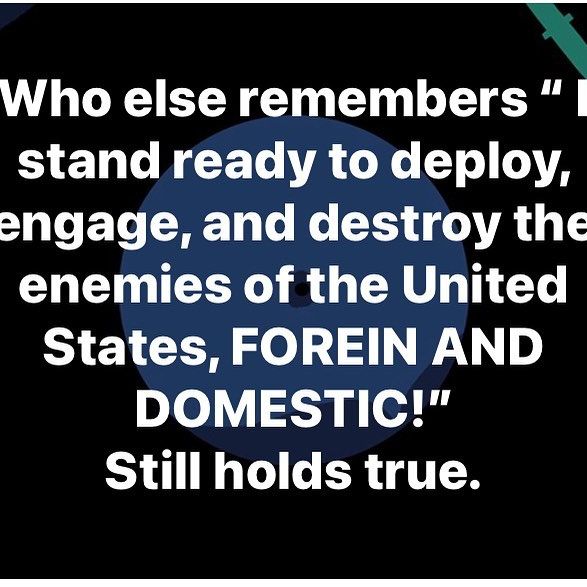 Who else remembers “ I
stand ready to deploy,
engage, and destroy the
enemies of the United
States, FOREIN AND
DOMESTIC!”
Still holds true.